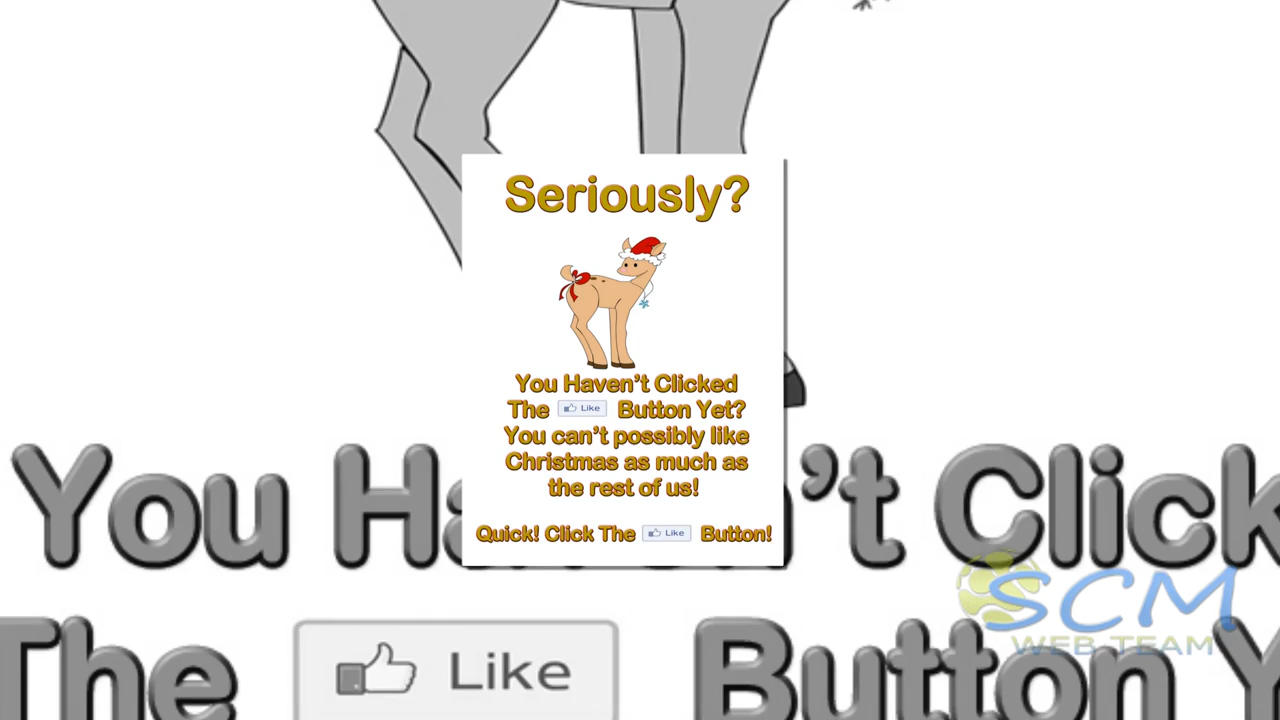 Seriously?
You Haven't Clicked
The Like Button Yet?
You can't possibly like
Christmas as much as
the rest of us!
Quick! Click The Like Button!
You Ha n't Click
The Like Button Y
SCM
WEB TEAM